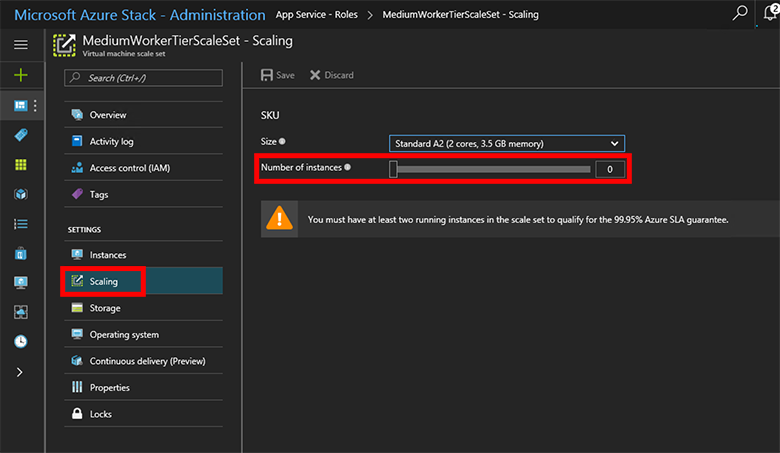 Microsoft Azure Stack - Administration App Service - Roles > MediumWorkerTierScaleSet - Scaling
2
MediumWorkerTierScaleSet - Scaling
Virtual machine scale set
Search (Ctrl+/)
Save Discard
Overview
Activity log
Access control (IAM)
Tags
SETTINGS
Instances
Scaling
Storage
Operating system
Continuous delivery (Preview)
Properties
Locks
SKU
Size Standard A2 (2 cores, 3.5 GB memory)
Number of instances 0
You must have at least two running instances in the scale set to qualify for the 99.95% Azure SLA guarantee.